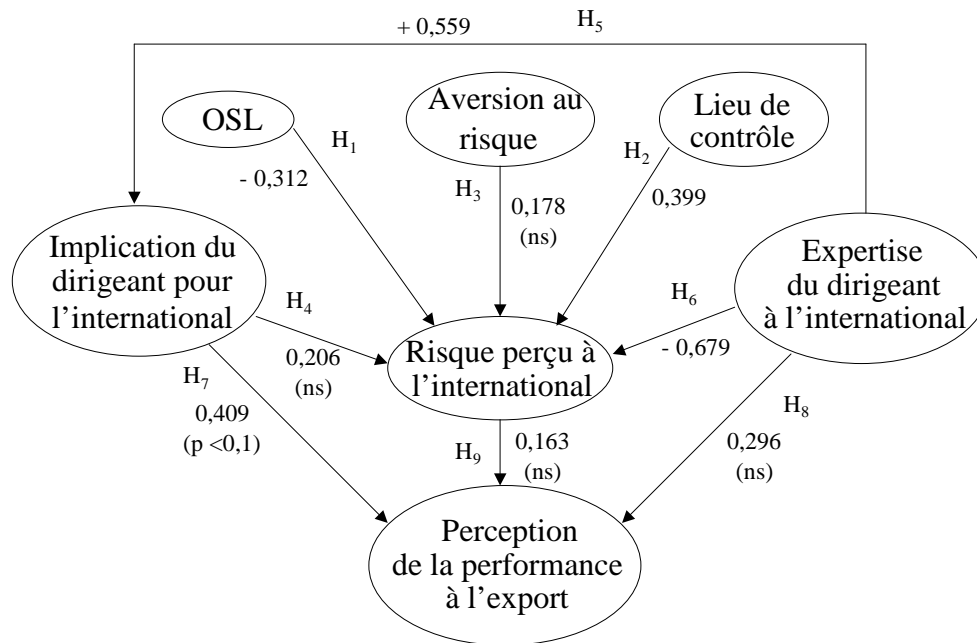 + 0,559
H₅
OSL
Aversion au
risque
Lieu de
contrôle
H₁
H₂
- 0,312
H₃
0,399
0,178
(ns)
Implication du
dirigeant pour
l’international
Expertise
du dirigeant
à l’international
H₄
H₆
Risque perçu à
l’international
0,206
(ns)
- 0,679
H₇
0,409
(p <0,1)
H₈
0,296
(ns)
H₉
0,163
(ns)
Perception
de la performance
à l’export